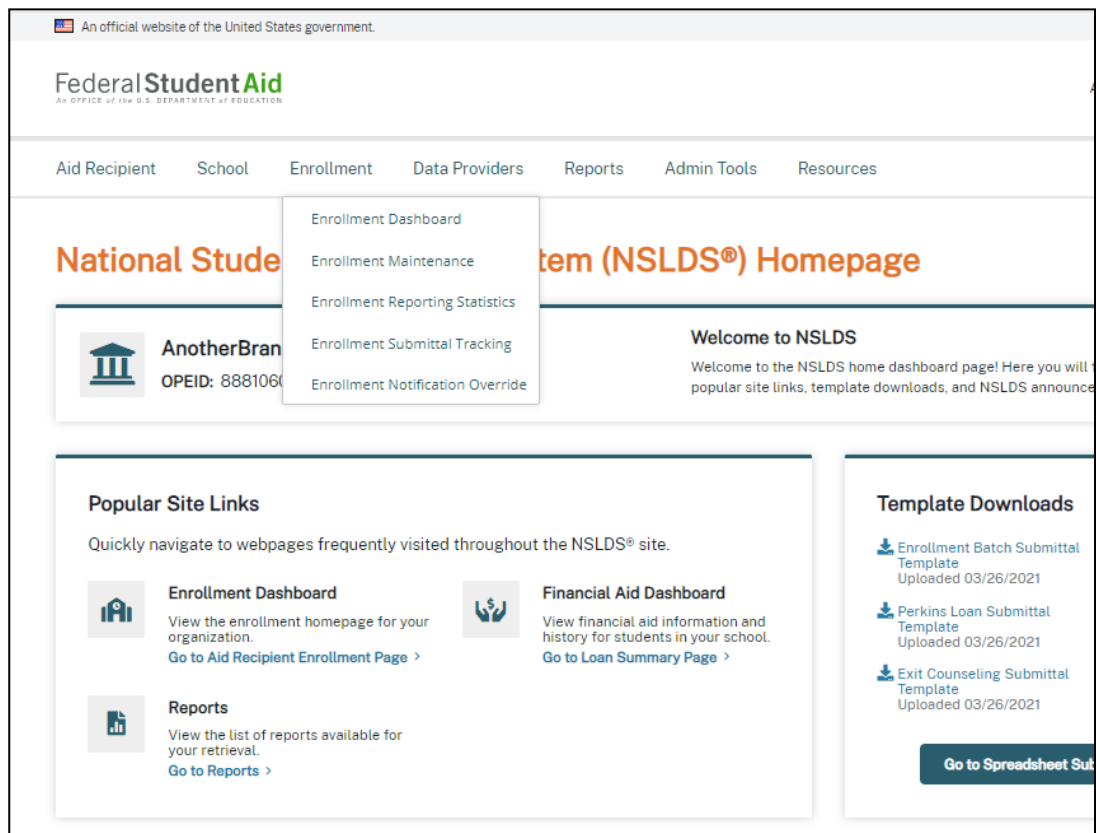 An official website of the United States government.
Federal Student Aid
An OFFICE of the U.S. DEPARTMENT of EDUCATION
Aid Recipient School Enrollment Data Providers Reports Admin Tools Resources
Enrollment Dashboard
Enrollment Maintenance
Enrollment Reporting Statistics
Enrollment Submittal Tracking
Enrollment Notification Override
National Stude tem (NSLDS®) Homepage
AnotherBran
OPEID: 8881060
Welcome to NSLDS
Welcome to the NSLDS home dashboard page! Here you will
popular site links, template downloads, and NSLDS announce
Popular Site Links
Quickly navigate to webpages frequently visited throughout the NSLDS® site.
Enrollment Dashboard
View the enrollment homepage for your
organization.
Go to Aid Recipient Enrollment Page >
Financial Aid Dashboard
View financial aid information and
history for students in your school.
Go to Loan Summary Page >
Reports
View the list of reports available for
your retrieval.
Go to Reports >
Template Downloads
Enrollment Batch Submittal
Template
Uploaded 03/26/2021
Perkins Loan Submittal
Template
Uploaded 03/26/2021
Exit Counseling Submittal
Template
Uploaded 03/26/2021
Go to Spreadsheet Sub